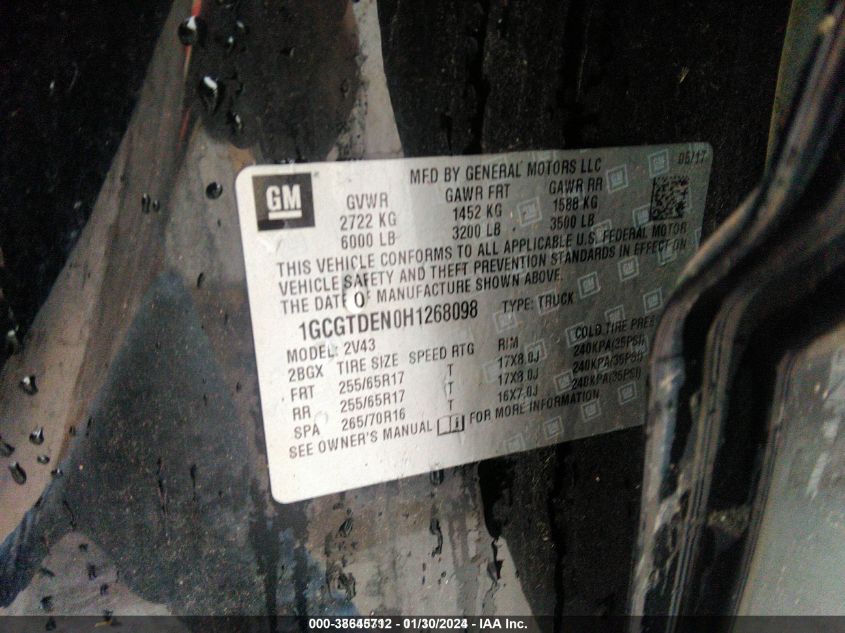 MFD BY GENERAL MOTORS LLC 06/17
GM GVWR GAWR FRT GAWR RR
2722 KG 1452 KG 1588 KG
6000 LB 3200 LB 3500 LB
THIS VEHICLE CONFORMS TO ALL APPLICABLE U.S. FEDERAL MOTOR
VEHICLE SAFETY AND THEFT PREVENTION STANDARDS IN EFFECT ON
THE DATE OF MANUFACTURE SHOWN ABOVE.
1GCGTDEN0H1268098 TYPE: TRUCK
MODEL: 2V43
2BGX TIRE SIZE SPEED RTG RIM COLD TIRE PRES
FRT 255/65R17 T 17X8.0J 240KPA(35PSI)
RR 255/65R17 T 17X8.0J 240KPA(35PSI)
SPA 265/70R16 T 16X7.0J 240KPA(35PSI)
SEE OWNER'S MANUAL FOR MORE INFORMATION
000-38645712 - 01/30/2024 - IAA Inc.